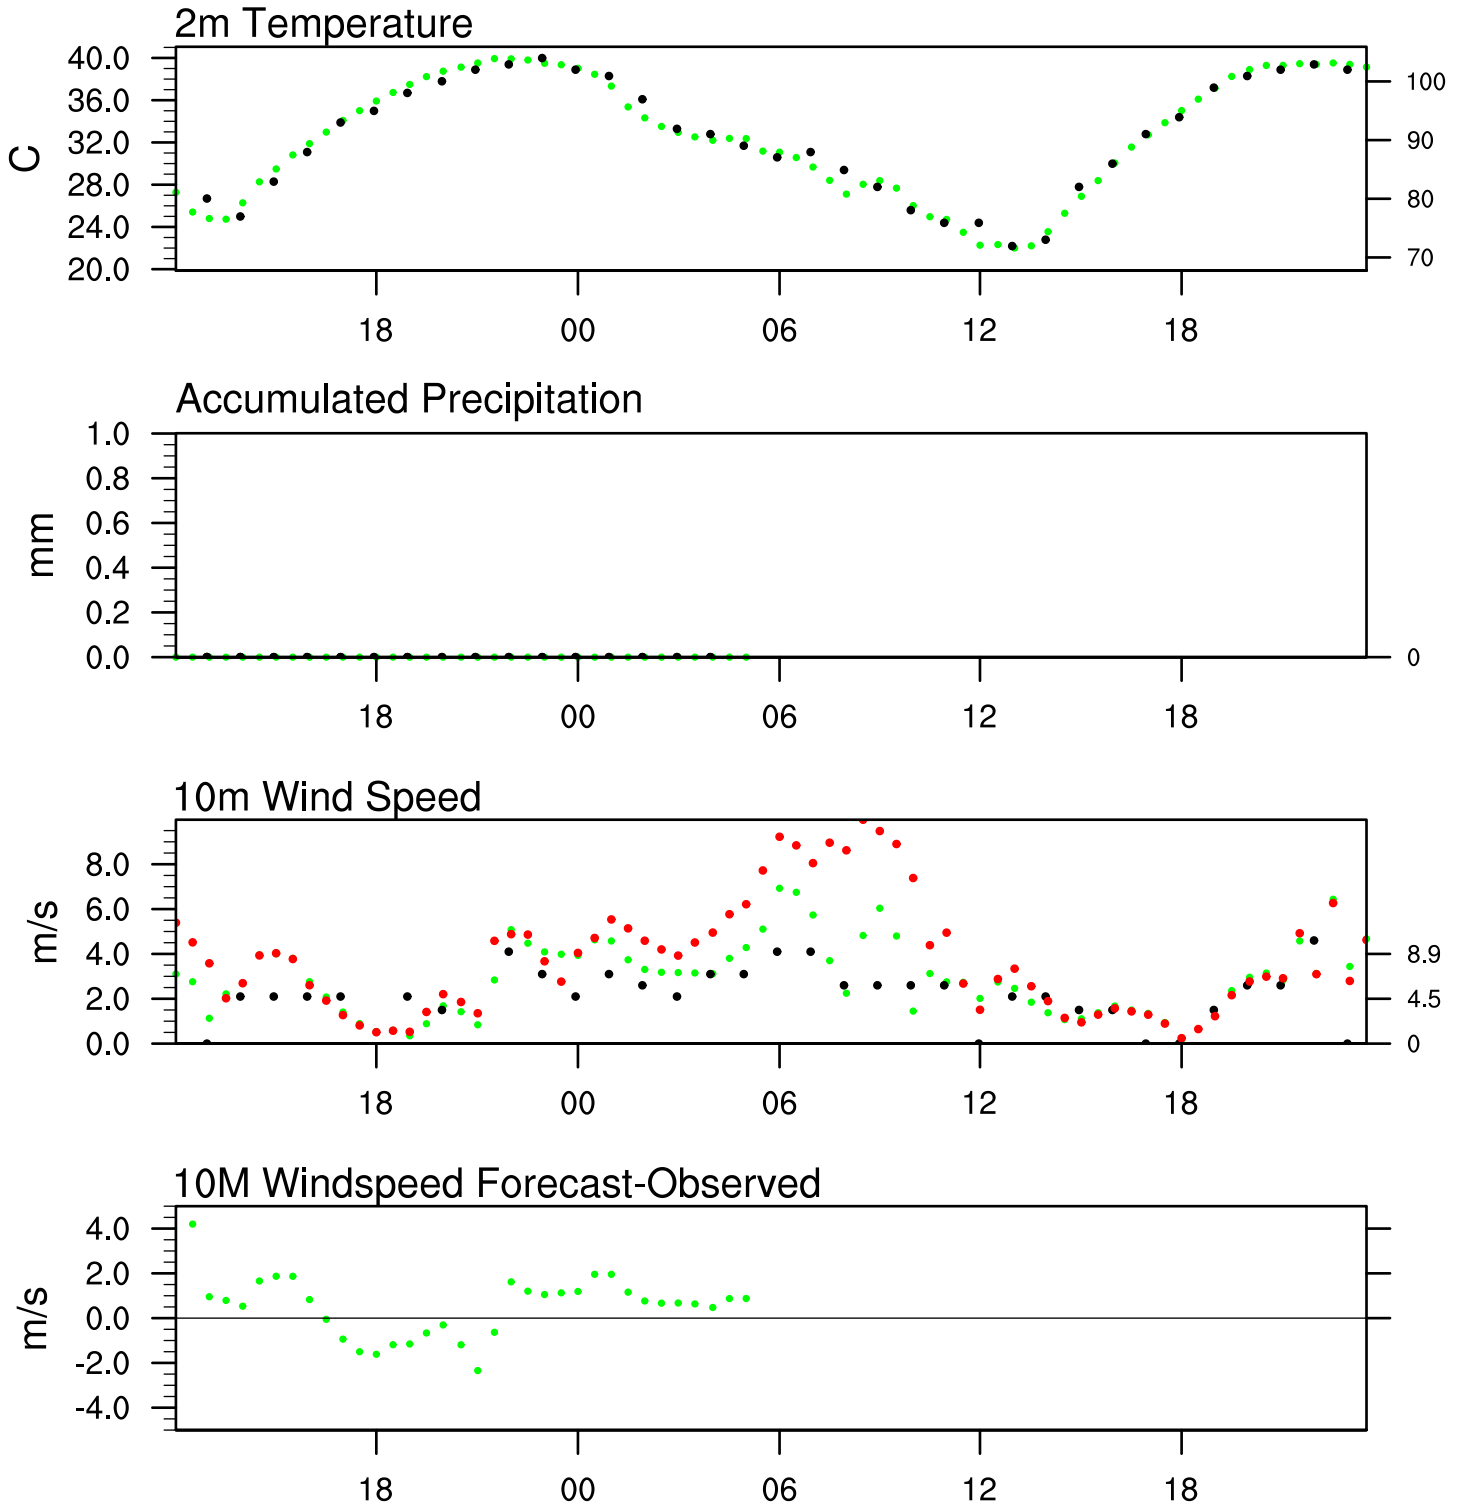 2m Temperature
40.0
36.0
32.0
28.0
24.0
20.0
C
100
90
80
70
18 00 06 12 18
Accumulated Precipitation
1.0
0.8
0.6
0.4
0.2
0.0
mm
0
18 00 06 12 18
10m Wind Speed
8.0
6.0
4.0
2.0
0.0
m/s
8.9
4.5
0
18 00 06 12 18
10M Windspeed Forecast-Observed
4.0
2.0
0.0
-2.0
-4.0
m/s
18 00 06 12 18